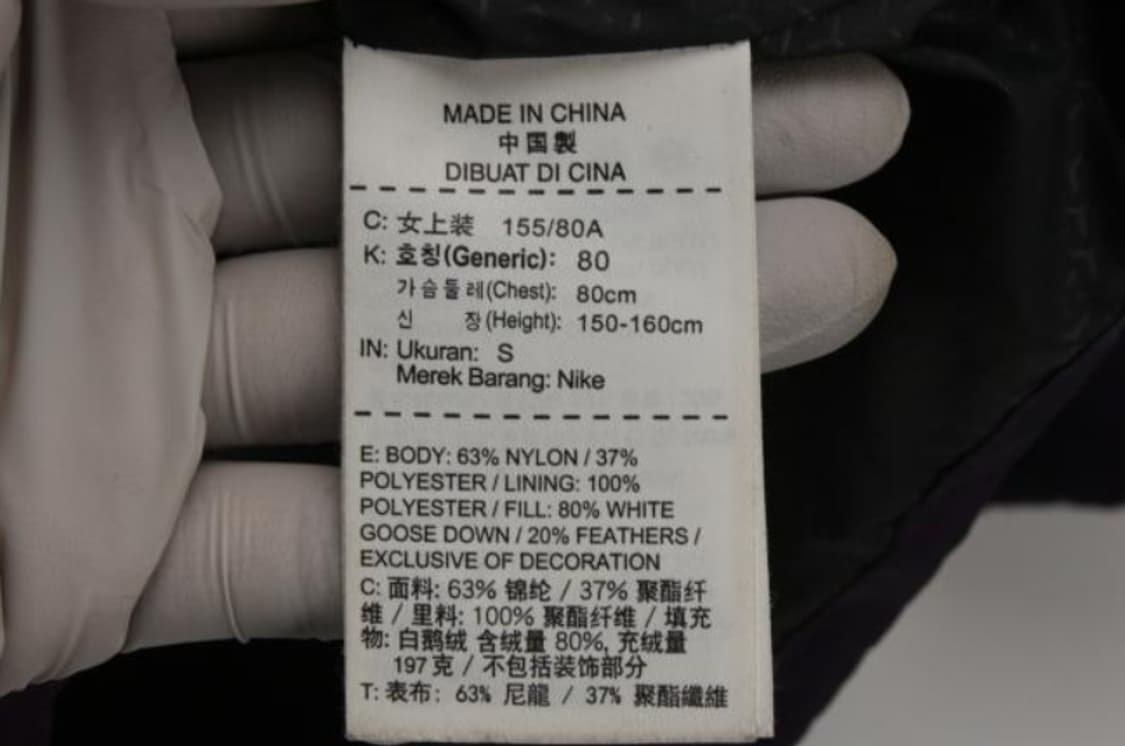 MADE IN CHINA
中国製
DIBUAT DI CINA
C: 女上装 155/80A
K: 호칭(Generic): 80
가슴둘레(Chest): 80cm
신 장(Height): 150-160cm
IN: Ukuran: S
Merek Barang: Nike
E: BODY: 63% NYLON / 37%
POLYESTER / LINING: 100%
POLYESTER / FILL: 80% WHITE
GOOSE DOWN / 20% FEATHERS /
EXCLUSIVE OF DECORATION
C: 面料: 63% 锦纶 / 37% 聚酯纤
维 / 里料: 100% 聚酯纤维 / 填充
物: 白鹅绒 含绒量 80%, 充绒量
197 克 / 不包括装饰部分
T: 表布: 63% 尼龍 / 37% 聚酯纖維